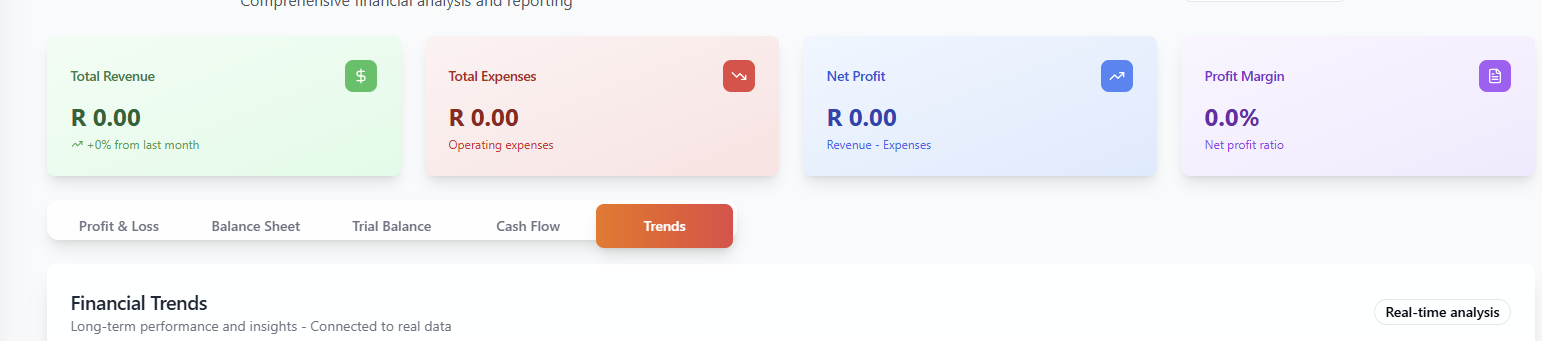 Comprehensive financial analysis and reporting
Total Revenue
R 0.00
+0% from last month
Total Expenses
R 0.00
Operating expenses
Net Profit
R 0.00
Revenue - Expenses
Profit Margin
0.0%
Net profit ratio
Profit & Loss
Balance Sheet
Trial Balance
Cash Flow
Trends
Financial Trends
Long-term performance and insights - Connected to real data
Real-time analysis